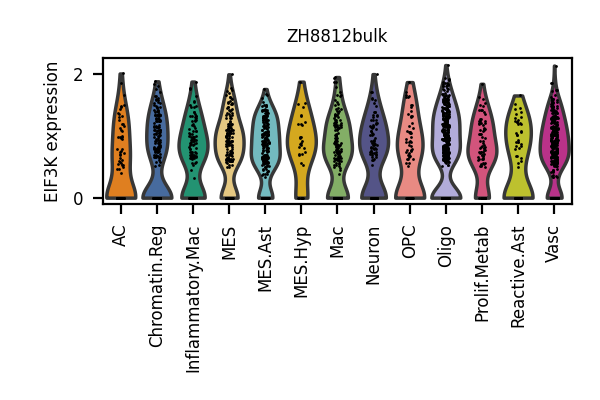 ZH8812bulk
EIF3K expression
2
0
AC
Chromatin.Reg
Inflammatory.Mac
MES
MES.Ast
MES.Hyp
Mac
Neuron
OPC
Oligo
Prolif.Metab
Reactive.Ast
Vasc